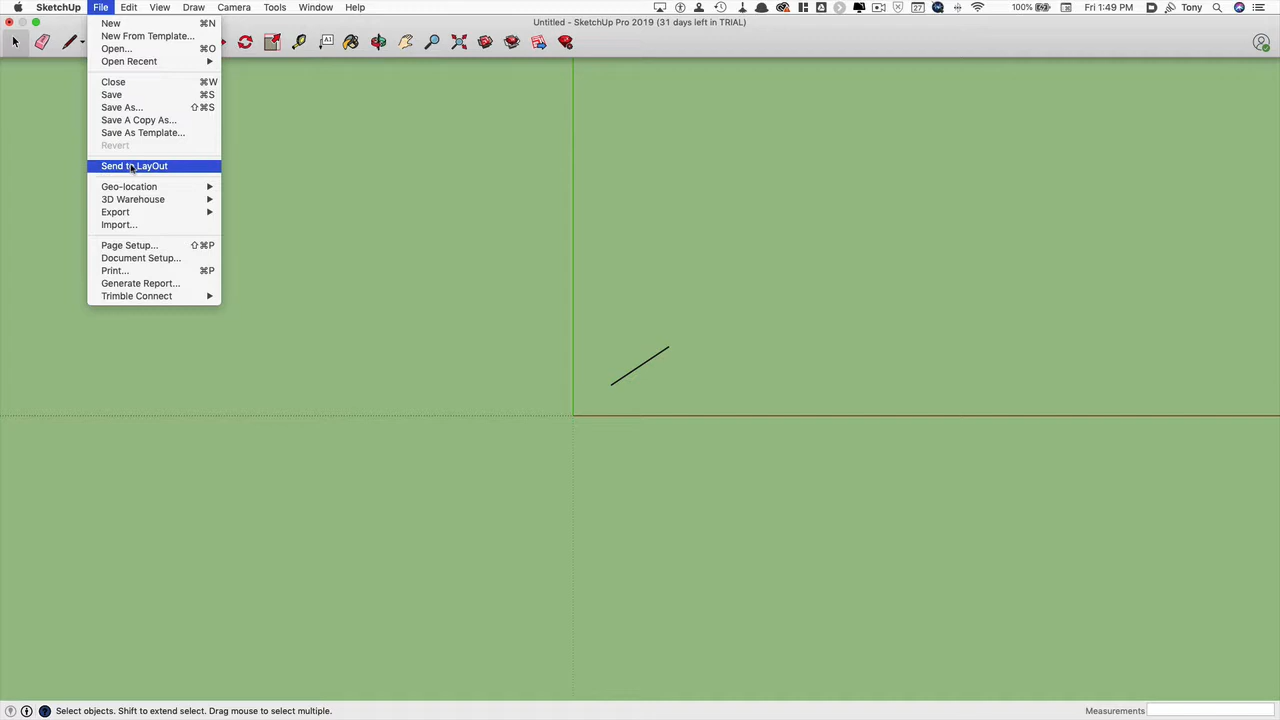 SketchUp File Edit View Draw Camera Tools Window Help
100% Fri 1:49 PM Tony
Untitled - SketchUp Pro 2019 (31 days left in TRIAL)
New ⌘N
New From Template...
Open... ⌘O
Open Recent
Close ⌘W
Save ⌘S
Save As... ⇧⌘S
Save A Copy As...
Save As Template...
Revert
Send to LayOut
Geo-location
3D Warehouse
Export
Import...
Page Setup... ⇧⌘P
Document Setup...
Print... ⌘P
Generate Report...
Trimble Connect
Select objects. Shift to extend select. Drag mouse to select multiple.
Measurements